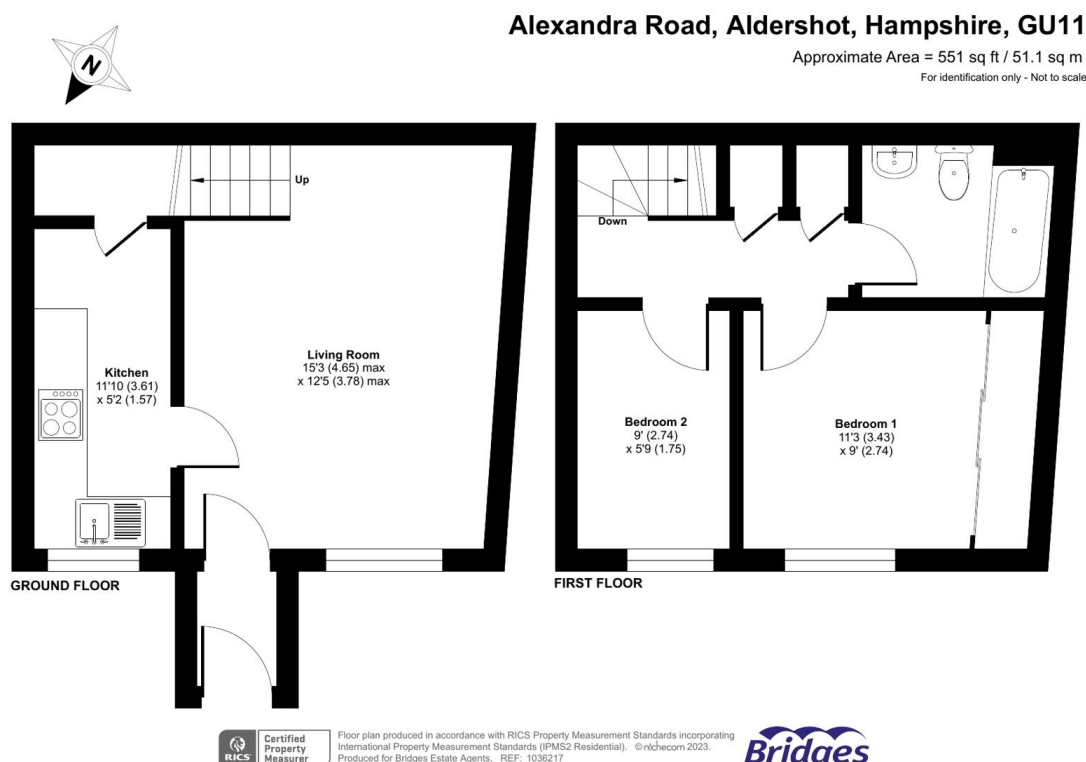 Alexandra Road, Aldershot, Hampshire, GU11
Approximate Area = 551 sq ft / 51.1 sq m
For identification only - Not to scale
N
Up
Living Room
15'3 (4.65) max
x 12'5 (3.78) max
Kitchen
11'10 (3.61)
x 5'2 (1.57)
GROUND FLOOR
Down
Bedroom 2
9' (2.74)
x 5'9 (1.75)
Bedroom 1
11'3 (3.43)
x 9' (2.74)
FIRST FLOOR
RICS
Certified
Property
Measurer
Floor plan produced in accordance with RICS Property Measurement Standards incorporating
International Property Measurement Standards (IPMS2 Residential). © nichecom 2023.
Produced for Bridges Estate Agents. REF: 1036217
Bridges